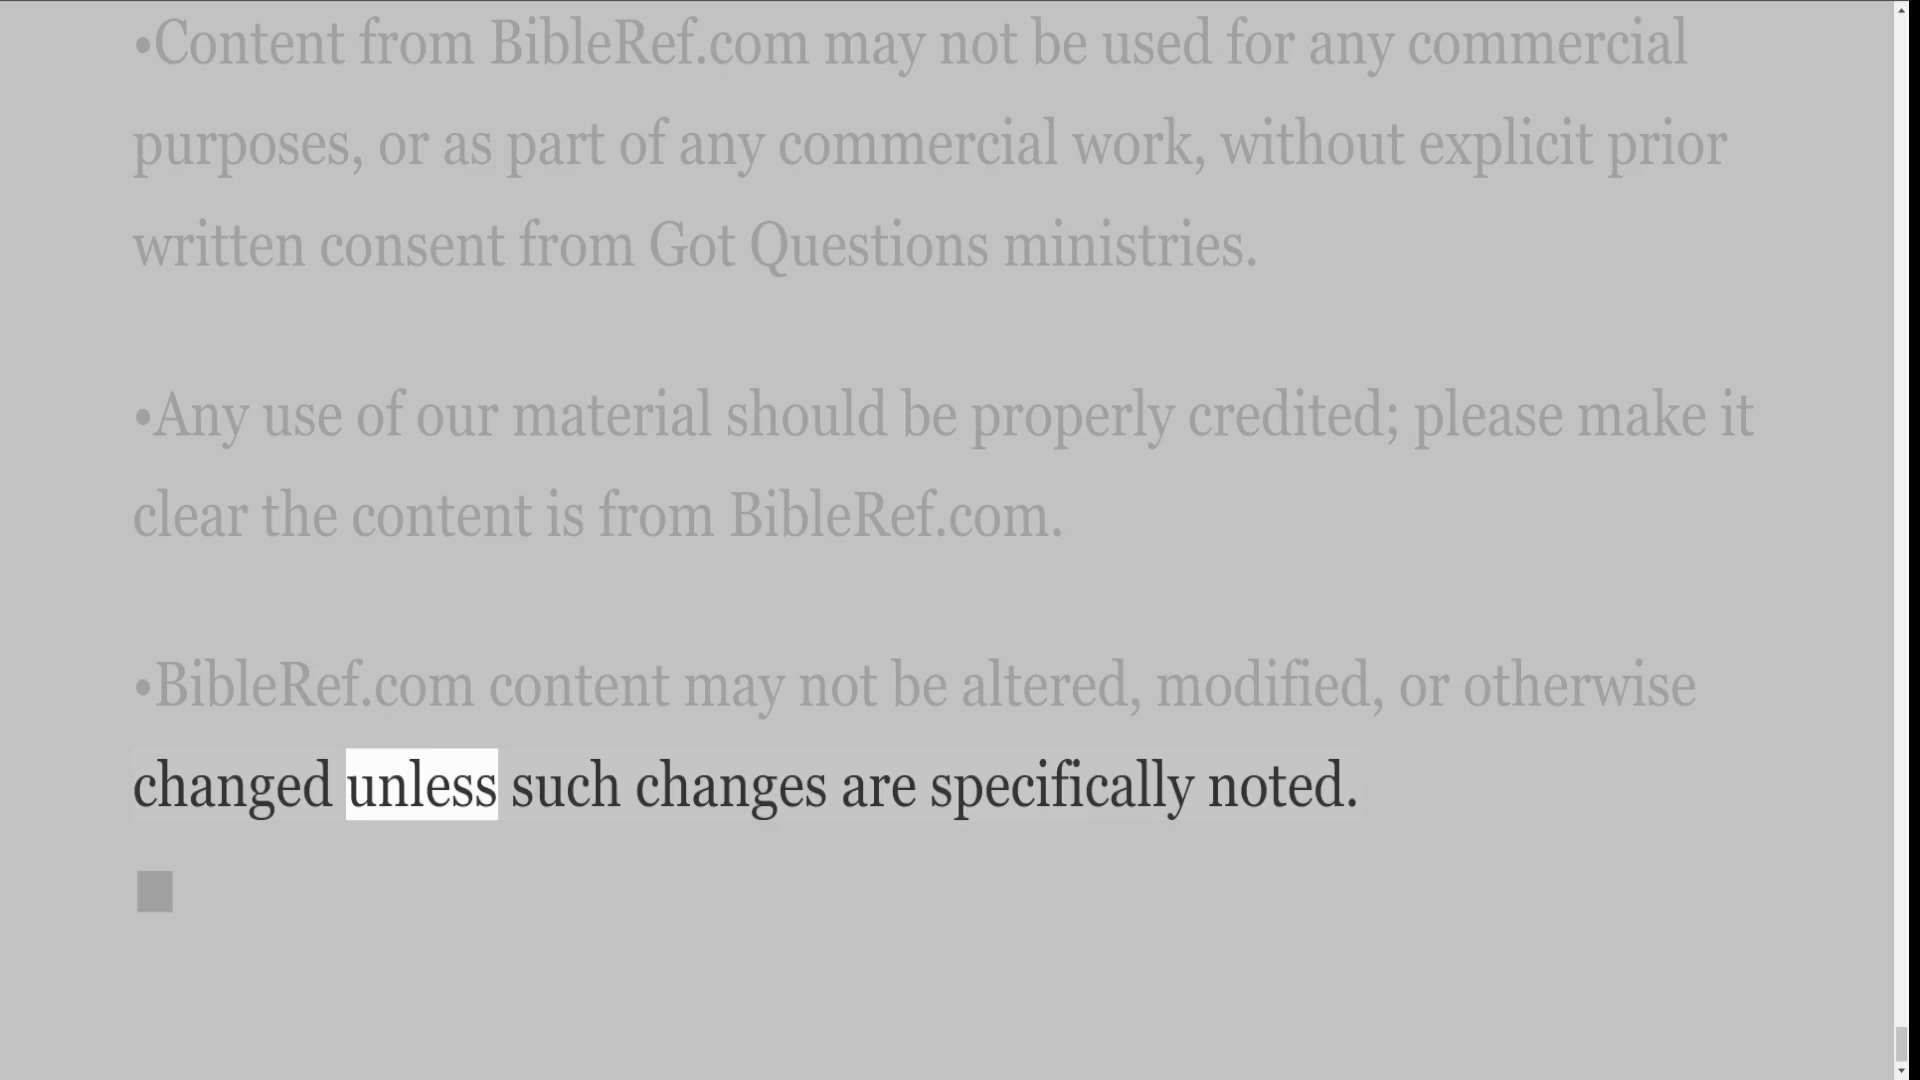 •Content from BibleRef.com may not be used for any commercial
purposes, or as part of any commercial work, without explicit prior
written consent from Got Questions ministries.
•Any use of our material should be properly credited; please make it
clear the content is from BibleRef.com.
•BibleRef.com content may not be altered, modified, or otherwise
changed unless such changes are specifically noted.